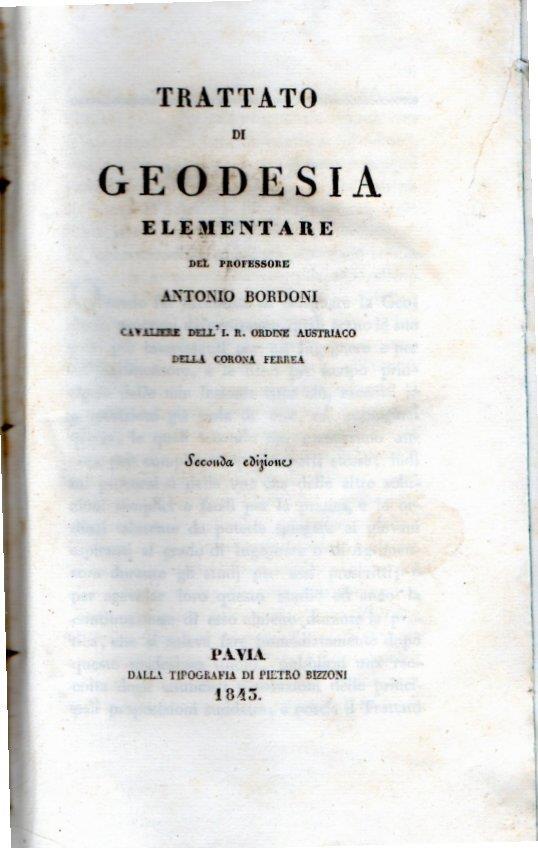 TRATTATO
DI
GEODESIA
ELEMENTARE
DEL PROFESSORE
ANTONIO BORDONI
CAVALIERE DELL' I. R. ORDINE AUSTRIACO
DELLA CORONA FERREA
Seconda edizione
PAVIA
DALLA TIPOGRAFIA DI PIETRO BIZZONI
1843.